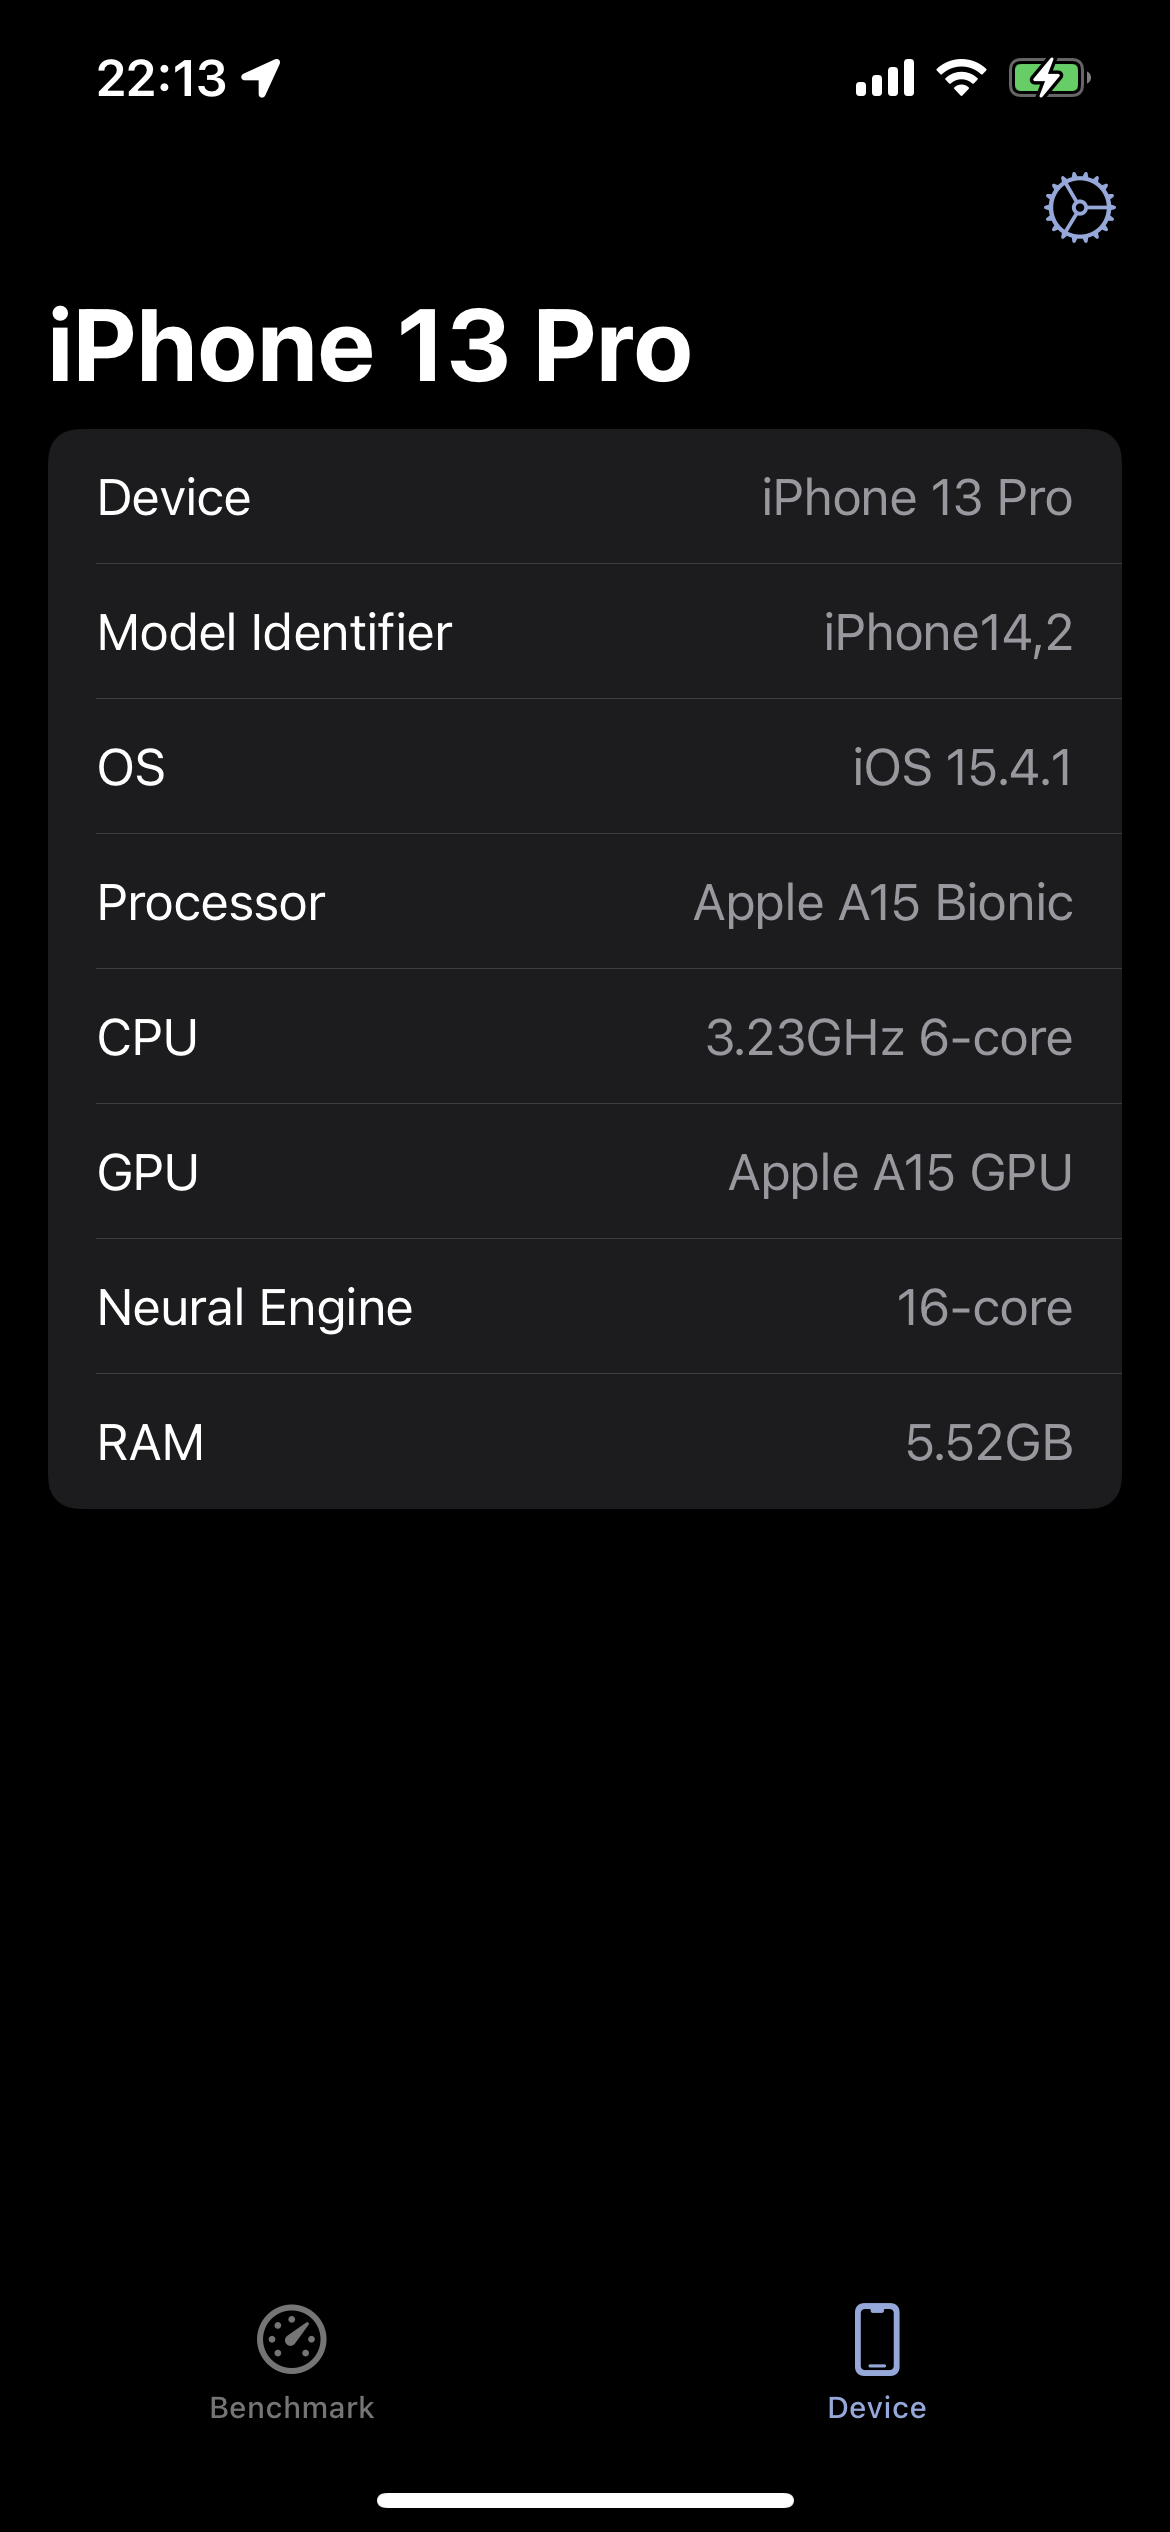 22:13
iPhone 13 Pro
Device iPhone 13 Pro
Model Identifier iPhone14,2
OS iOS 15.4.1
Processor Apple A15 Bionic
CPU 3.23GHz 6-core
GPU Apple A15 GPU
Neural Engine 16-core
RAM 5.52GB
Benchmark Device